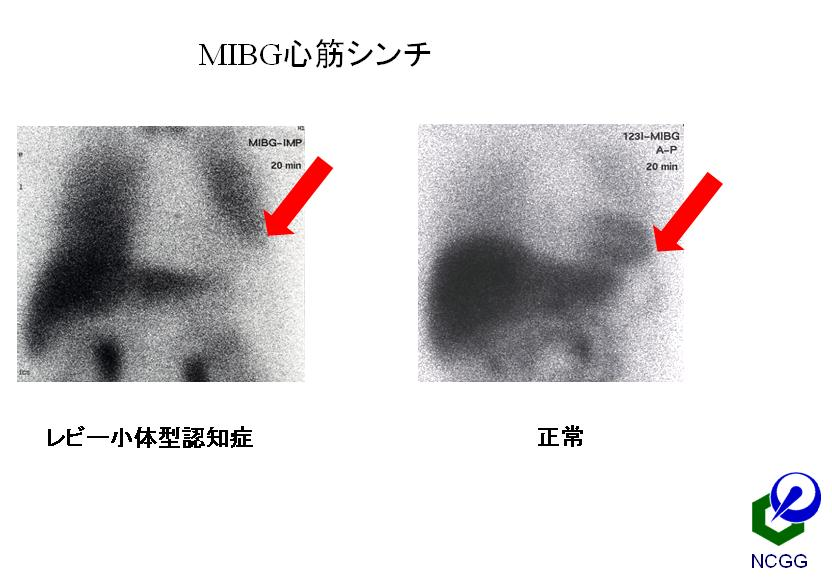 MIBG心筋シンチ
MIBG-IMP
20 min
123I-MIBG
A-P
20 min
レビー小体型認知症
正常
NCGG